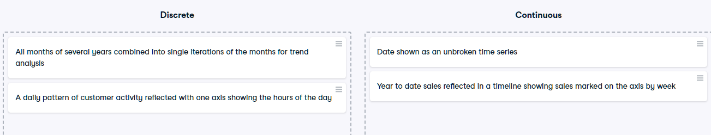 Discrete
Continuous
All months of several years combined into single iterations of the months for trend
analysis
A daily pattern of customer activity reflected with one axis showing the hours of the day
Date shown as an unbroken time series
Year to date sales reflected in a timeline showing sales marked on the axis by week